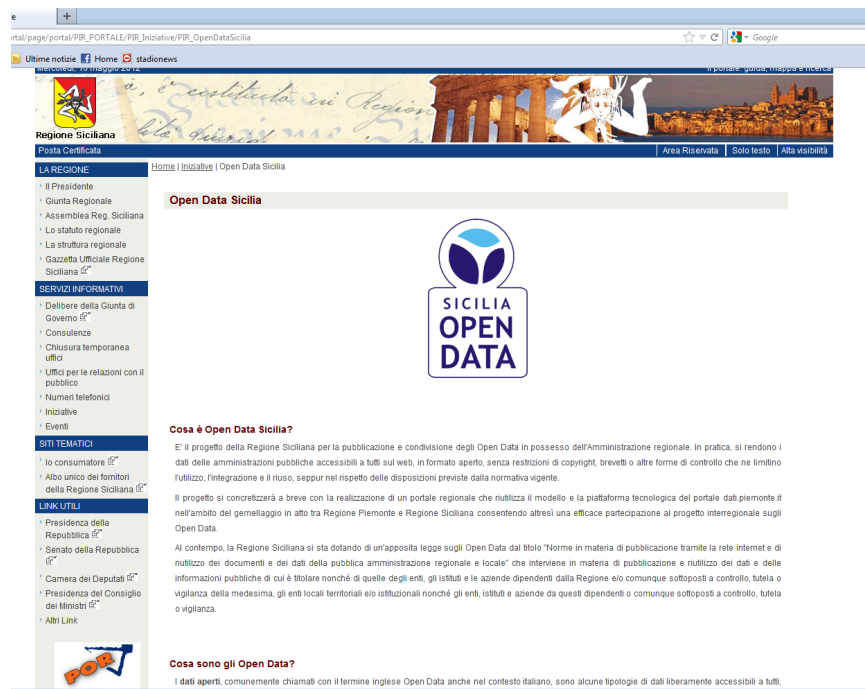 +
rtal/page/portal/PIR_PORTALE/PIR_Iniziative/PIR_OpenDataSicilia
Google
Ultime notizie Home stadionews
mercoledì, 16 maggio 2012
Il portale: guida, mappa e ricerca
è costituita in Region
lità
Regione Siciliana
Posta Certificata
Area Riservata | Solo testo | Alta visibilità
Home | Iniziative | Open Data Sicilia
LA REGIONE
Il Presidente
Giunta Regionale
Assemblea Reg. Siciliana
Lo statuto regionale
La struttura regionale
Gazzetta Ufficiale Regione
Siciliana
SERVIZI INFORMATIVI
Delibere della Giunta di
Governo
Consulenze
Chiusura temporanea
uffici
Uffici per le relazioni con il
pubblico
Numeri telefonici
Iniziative
Eventi
SITI TEMATICI
Io consumatore
Albo unico dei fornitori
della Regione Siciliana
LINK UTILI
Presidenza della
Repubblica
Senato della Repubblica
Camera dei Deputati
Presidenza del Consiglio
dei Ministri
Altri Link
POR
Open Data Sicilia
SICILIA
OPEN
DATA
Cosa è Open Data Sicilia?
E' il progetto della Regione Siciliana per la pubblicazione e condivisione degli Open Data in possesso dell'Amministrazione regionale. In pratica, si rendono i
dati delle amministrazioni pubbliche accessibili a tutti sul web, in formato aperto, senza restrizioni di copyright, brevetti o altre forme di controllo che ne limitino
l'utilizzo, l'integrazione e il riuso, seppur nel rispetto delle disposizioni previste dalla normativa vigente.
Il progetto si concretizzerà a breve con la realizzazione di un portale regionale che riutilizza il modello e la piattaforma tecnologica del portale dati.piemonte.it
nell'ambito del gemellaggio in atto tra Regione Piemonte e Regione Siciliana consentendo altresì una efficace partecipazione al progetto interregionale sugli
Open Data.
Al contempo, la Regione Siciliana si sta dotando di un'apposita legge sugli Open Data dal titolo "Norme in materia di pubblicazione tramite la rete internet e di
riutilizzo dei documenti e dei dati della pubblica amministrazione regionale e locale" che interviene in materia di pubblicazione e riutilizzo dei dati e delle
informazioni pubbliche di cui è titolare nonché di quelle degli enti, gli istituti e le aziende dipendenti dalla Regione e/o comunque sottoposti a controllo, tutela o
vigilanza della medesima, gli enti locali territoriali e/o istituzionali nonché gli enti, istituti e aziende da questi dipendenti o comunque sottoposti a controllo, tutela
o vigilanza.
Cosa sono gli Open Data?
I dati aperti, comunemente chiamati con il termine inglese Open Data anche nel contesto italiano, sono alcune tipologie di dati liberamente accessibili a tutti,